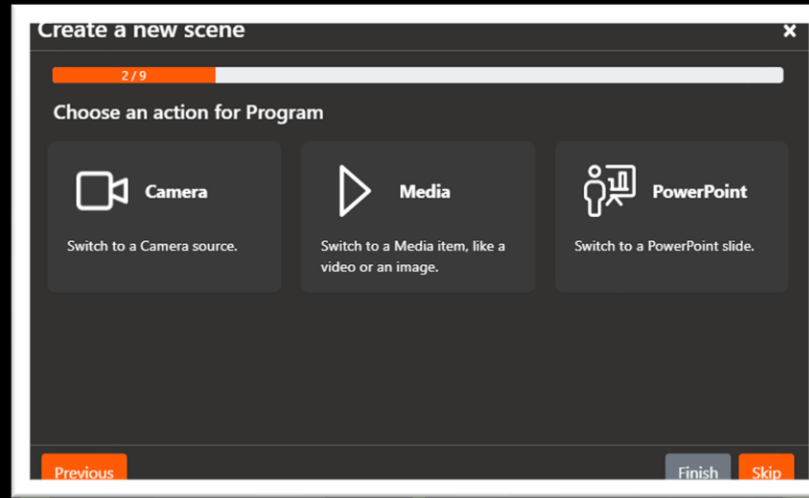 Create a new scene
×
2 / 9
Choose an action for Program
Camera
Switch to a Camera source.
Media
Switch to a Media item, like a
video or an image.
PowerPoint
Switch to a PowerPoint slide.
Previous
Finish
Skip